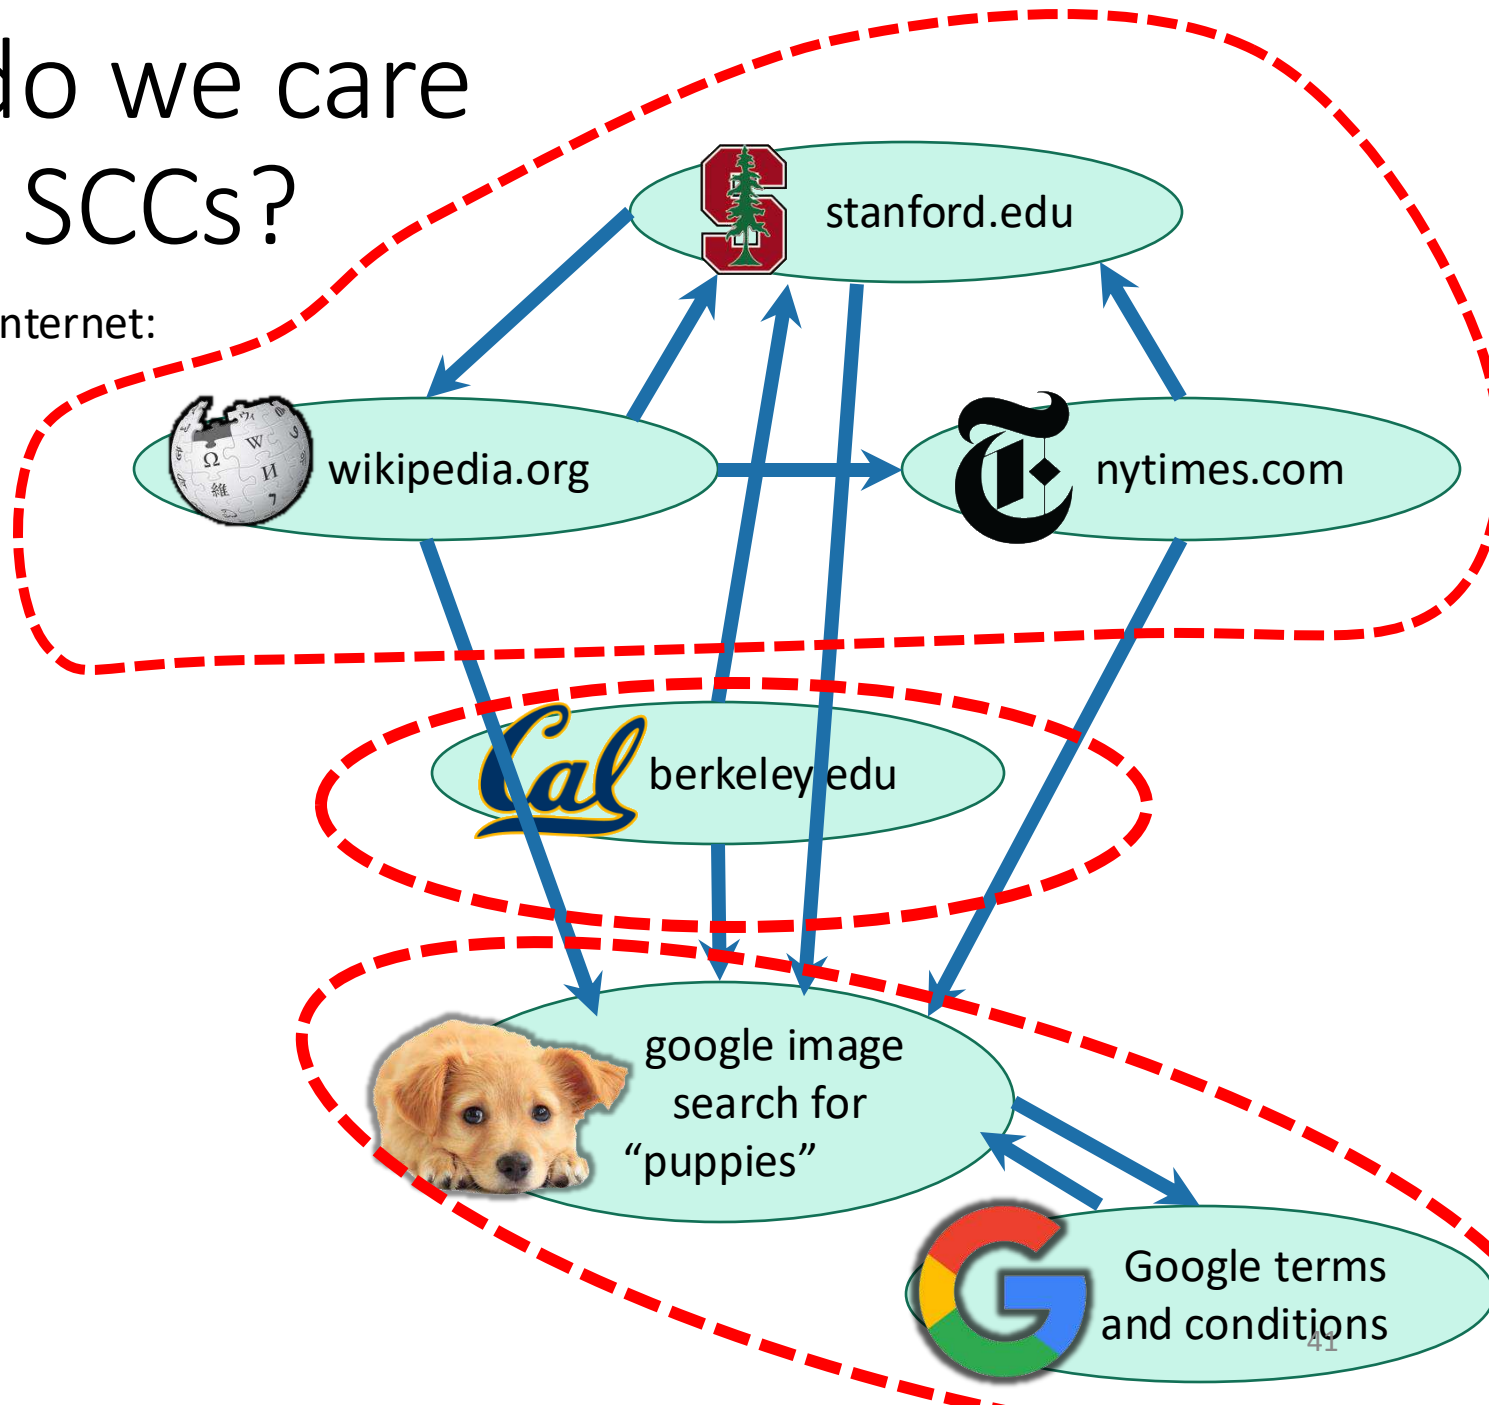 do we care
SCCs?
nternet:
stanford.edu
wikipedia.org
nytimes.com
Cal
berkeley.edu
google image
search for
“puppies”
Google terms
and conditions
41